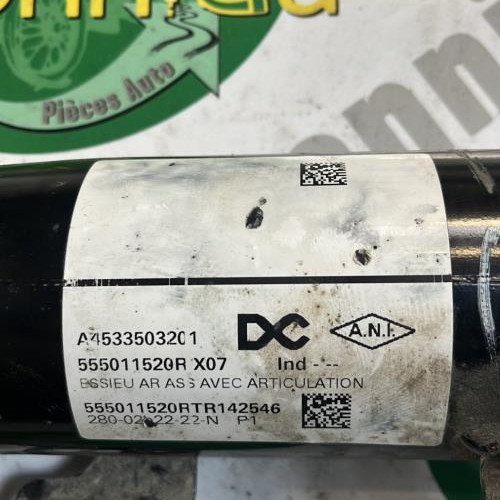 Pièces Auto
A4533503201 DC A.N.I.
555011520R X07 Ind - --
ESSIEU AR ASS AVEC ARTICULATION
555011520RTR142546
P1